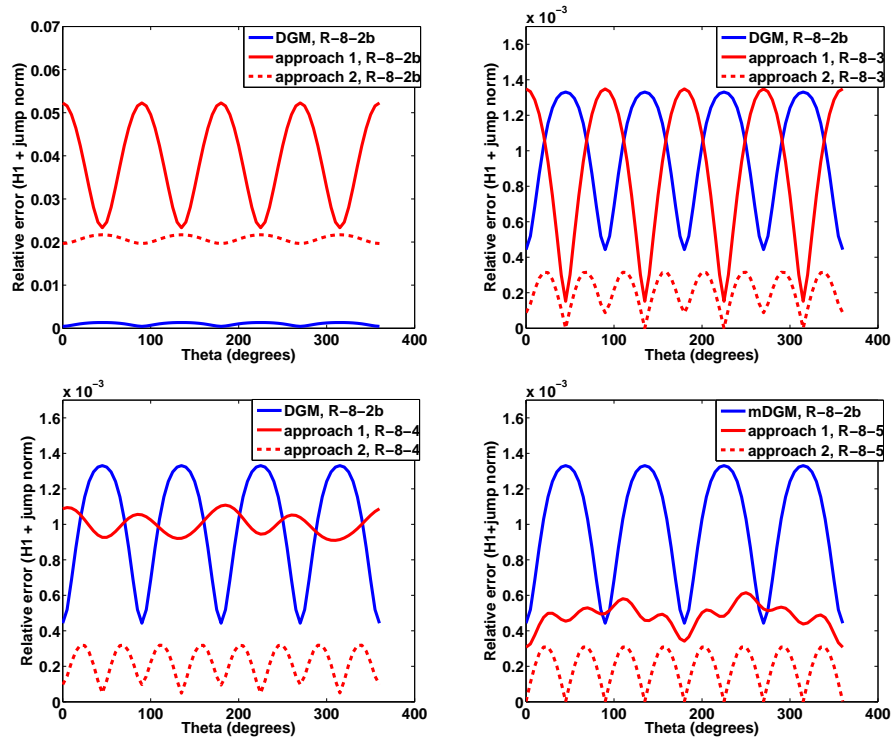 DGM, R-8-2b
approach 1, R-8-2b
approach 2, R-8-2b
Relative error (H1 + jump norm)
0.07
0.06
0.05
0.04
0.03
0.02
0.01
0
0 100 200 300 400
Theta (degrees)
x 10⁻³
DGM, R-8-2b
approach 1, R-8-3
approach 2, R-8-3
Relative error (H1 + jump norm)
1.6
1.4
1.2
1
0.8
0.6
0.4
0.2
0
0 100 200 300 400
Theta (degrees)
x 10⁻³
DGM, R-8-2b
approach 1, R-8-4
approach 2, R-8-4
Relative error (H1 + jump norm)
1.6
1.4
1.2
1
0.8
0.6
0.4
0.2
0
0 100 200 300 400
Theta (degrees)
x 10⁻³
mDGM, R-8-2b
approach 1, R-8-5
approach 2, R-8-5
Relative error (H1+jump norm)
1.6
1.4
1.2
1
0.8
0.6
0.4
0.2
0
0 100 200 300 400
Theta (degrees)